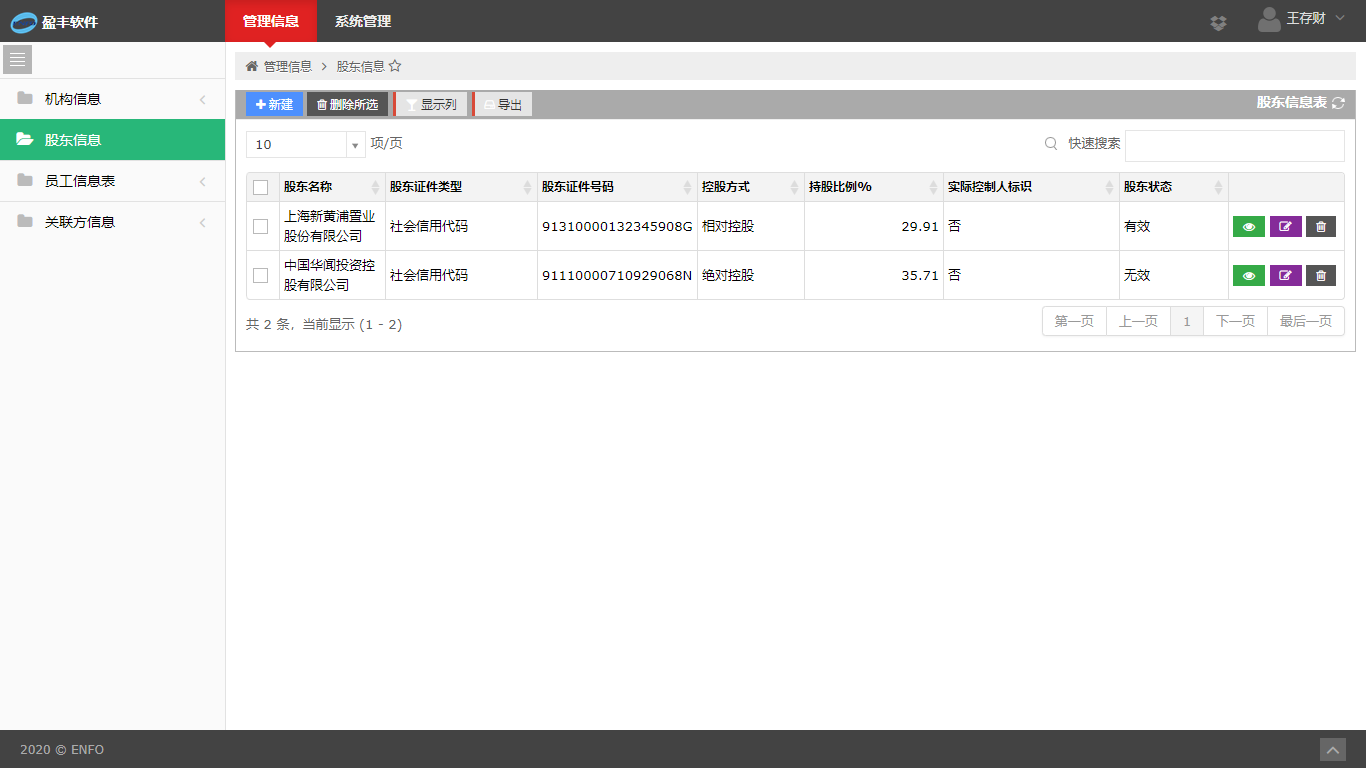 盈丰软件
管理信息
系统管理
王存财
管理信息
股东信息
机构信息
股东信息
员工信息表
关联方信息
新建
删除所选
显示列
导出
股东信息表
10
项/页
快速搜索
股东名称
股东证件类型
股东证件号码
控股方式
持股比例%
实际控制人标识
股东状态
上海新黄浦置业
股份有限公司
社会信用代码
91310000132345908G
相对控股
29.91
否
有效
中国华闻投资控
股有限公司
社会信用代码
91110000710929068N
绝对控股
35.71
否
无效
共 2 条，当前显示 (1 - 2)
第一页
上一页
1
下一页
最后一页
2020 © ENFO